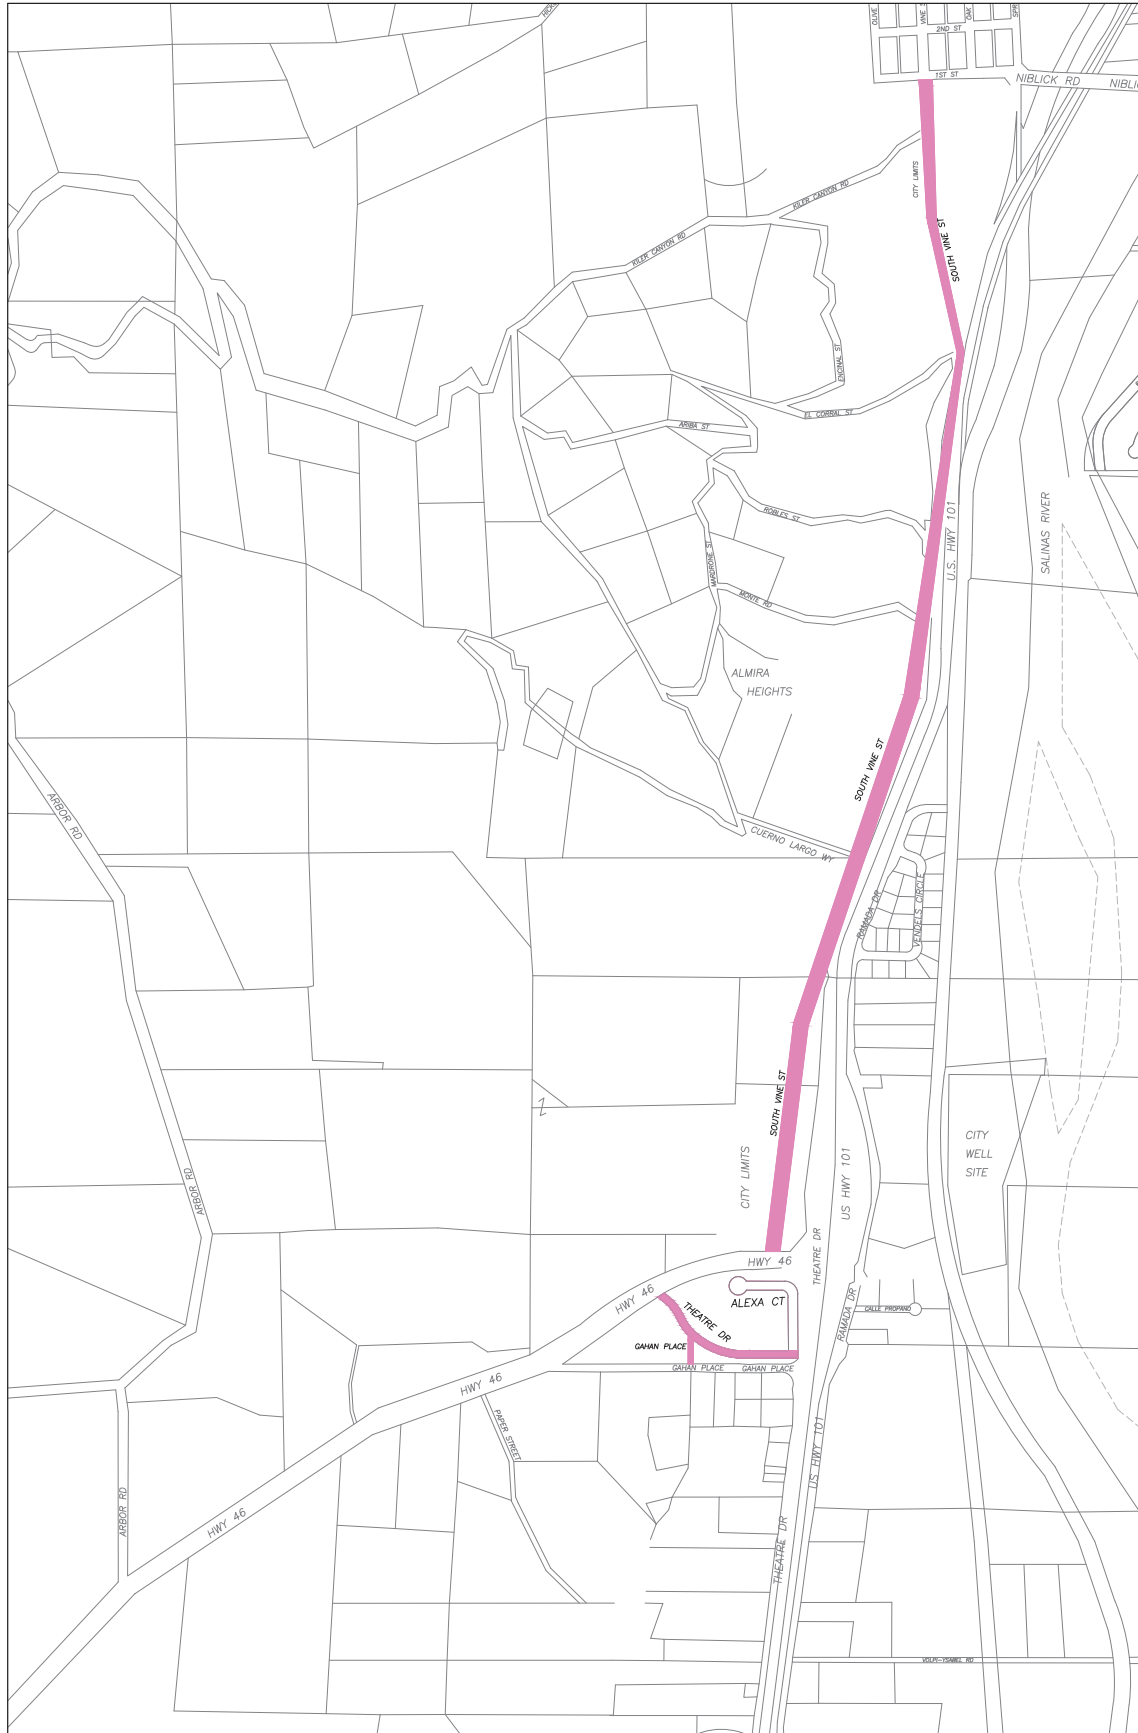 OLIVE
VINE S
OAK
SPR
2ND ST
1ST ST
NIBLICK RD
NIBLIC
KILER CANYON RD
CITY LIMITS
SOUTH VINE ST
KILER CANYON RD
ENCINAL ST
EL CORRAL ST
ARIBA ST
ROBLES ST
U.S. HWY 101
SALINAS RIVER
MARDRONE ST
MONTE RD
ALMIRA
HEIGHTS
SOUTH VINE ST
ARBOR RD
CUERNO LARGO WY
RAMADA DR
VENDELS CIRCLE
SOUTH VINE ST
CITY
WELL
SITE
CITY LIMITS
ARBOR RD
ARBOR RD
US HWY 101
THEATRE DR
HWY 46
HWY 46
ALEXA CT
THEATRE DR
RAMADA DR
CALLE PROPANO
GAHAN PLACE
GAHAN PLACE
GAHAN PLACE
HWY 46
PAPER STREET
US HWY 101
ARBOR RD
HWY 46
THEATRE DR
VOLPI-YSABEL RD